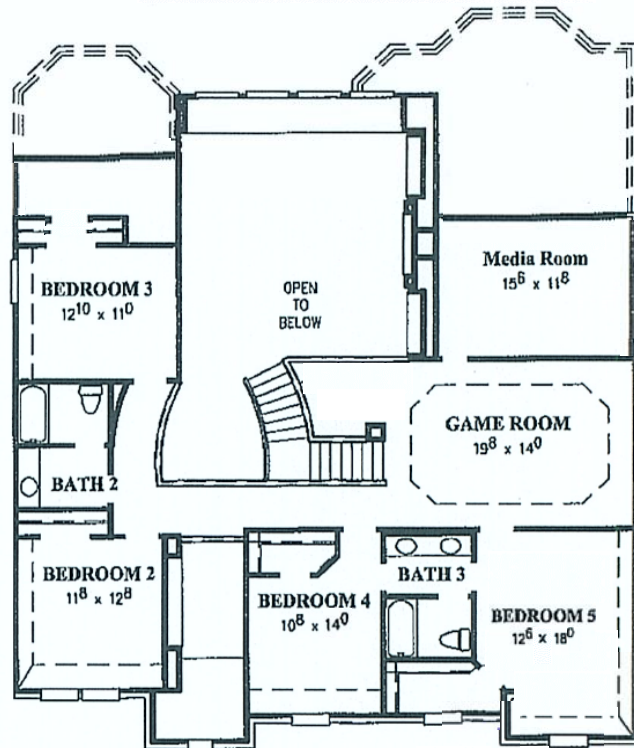 Media Room
15⁶ x 11⁸
BEDROOM 3
12¹⁰ x 11⁰
OPEN
TO
BELOW
GAME ROOM
19⁸ x 14⁰
BATH 2
BEDROOM 2
11⁸ x 12⁸
BATH 3
BEDROOM 4
10⁸ x 14⁰
BEDROOM 5
12⁶ x 18⁰